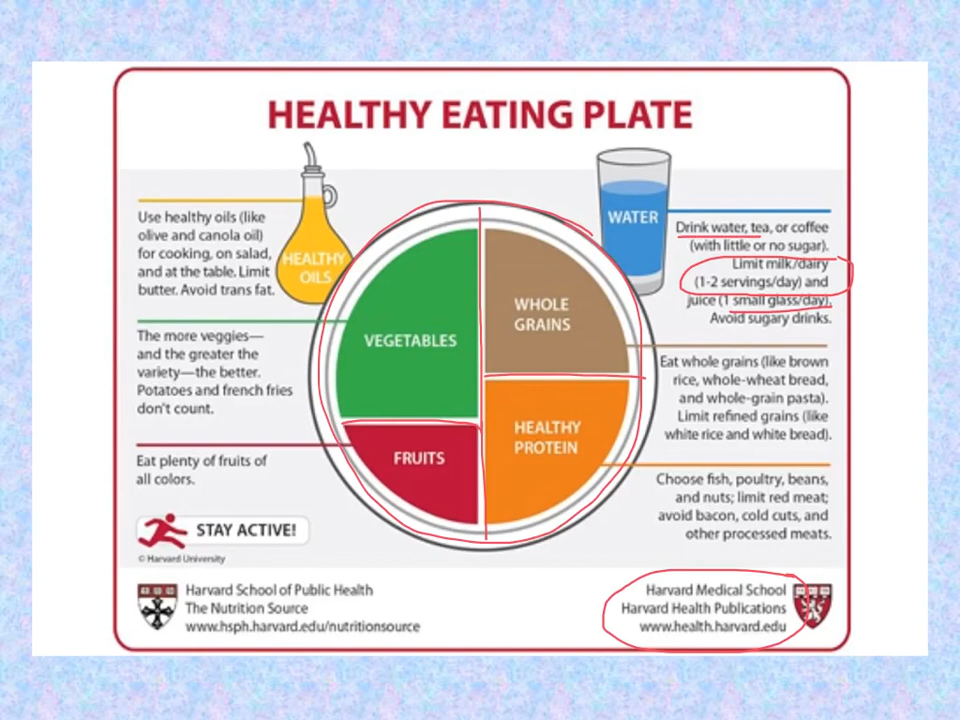 HEALTHY EATING PLATE
Use healthy oils (like
olive and canola oil)
for cooking, on salad,
and at the table. Limit
butter. Avoid trans fat.
HEALTHY
OILS
The more veggies—
and the greater the
variety—the better.
Potatoes and french fries
don't count.
Eat plenty of fruits of
all colors.
STAY ACTIVE!
© Harvard University
VEGETABLES
FRUITS
WHOLE
GRAINS
HEALTHY
PROTEIN
WATER
Drink water, tea, or coffee
(with little or no sugar).
Limit milk/dairy
(1-2 servings/day) and
juice (1 small glass/day).
Avoid sugary drinks.
Eat whole grains (like brown
rice, whole-wheat bread,
and whole-grain pasta).
Limit refined grains (like
white rice and white bread).
Choose fish, poultry, beans,
and nuts; limit red meat;
avoid bacon, cold cuts, and
other processed meats.
Harvard School of Public Health
The Nutrition Source
www.hsph.harvard.edu/nutritionsource
Harvard Medical School
Harvard Health Publications
www.health.harvard.edu